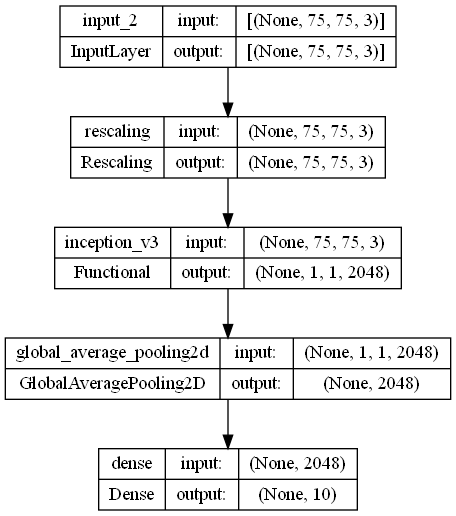 input_2 input: [(None, 75, 75, 3)]
InputLayer output: [(None, 75, 75, 3)]
rescaling input: (None, 75, 75, 3)
Rescaling output: (None, 75, 75, 3)
inception_v3 input: (None, 75, 75, 3)
Functional output: (None, 1, 1, 2048)
global_average_pooling2d input: (None, 1, 1, 2048)
GlobalAveragePooling2D output: (None, 2048)
dense input: (None, 2048)
Dense output: (None, 10)